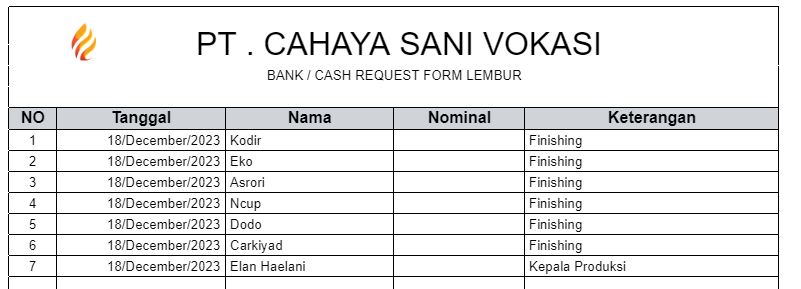 PT . CAHAYA SANI VOKASI
BANK / CASH REQUEST FORM LEMBUR
NO Tanggal Nama Nominal Keterangan
1 18/December/2023 Kodir Finishing
2 18/December/2023 Eko Finishing
3 18/December/2023 Asrori Finishing
4 18/December/2023 Ncup Finishing
5 18/December/2023 Dodo Finishing
6 18/December/2023 Carkiyad Finishing
7 18/December/2023 Elan Haelani Kepala Produksi